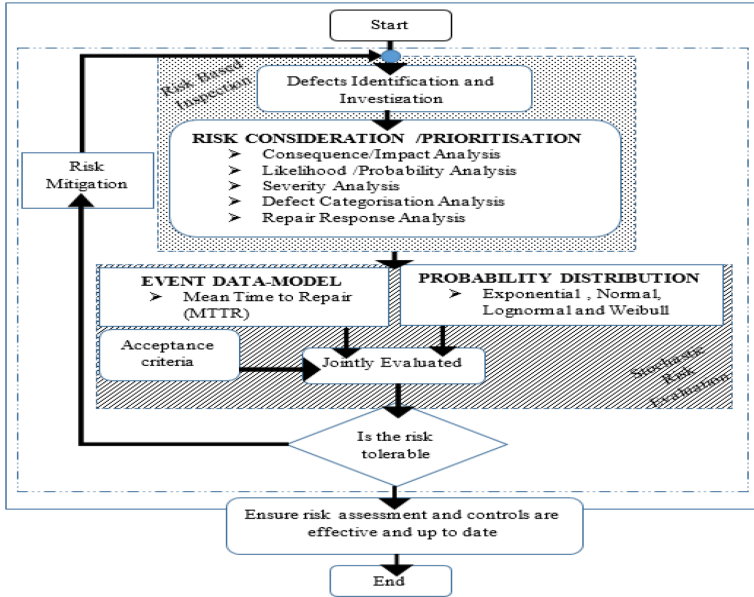 Start
Risk Based
Inspection
Defects Identification and
Investigation
RISK CONSIDERATION /PRIORITISATION
➢ Consequence/Impact Analysis
➢ Likelihood /Probability Analysis
➢ Severity Analysis
➢ Defect Categorisation Analysis
➢ Repair Response Analysis
Risk
Mitigation
EVENT DATA-MODEL
➢ Mean Time to Repair
(MTTR)
PROBABILITY DISTRIBUTION
➢ Exponential , Normal,
Lognormal and Weibull
Acceptance
criteria
Jointly Evaluated
Stochastic
Risk
Evaluation
Is the risk
tolerable
Ensure risk assessment and controls are
effective and up to date
End